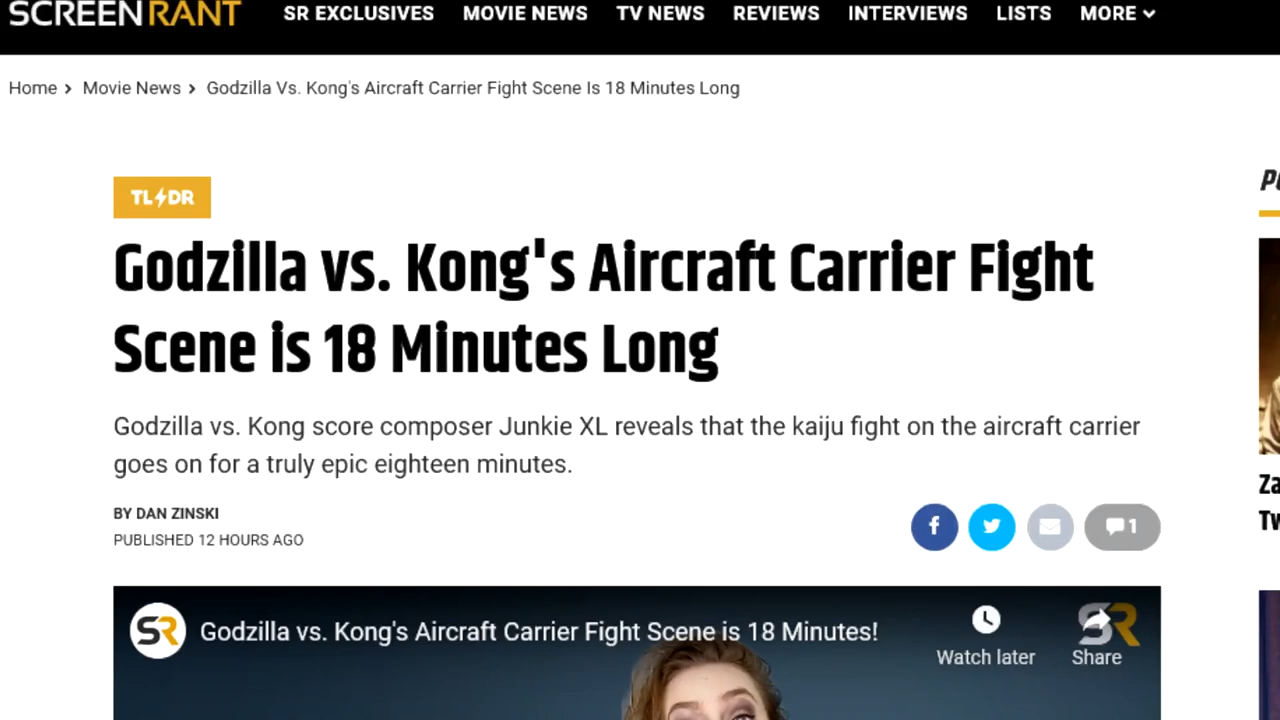 SCREENRANT SR EXCLUSIVES MOVIE NEWS TV NEWS REVIEWS INTERVIEWS LISTS MORE
Home > Movie News > Godzilla Vs. Kong's Aircraft Carrier Fight Scene Is 18 Minutes Long
TL DR
Godzilla vs. Kong's Aircraft Carrier Fight
Scene is 18 Minutes Long
Godzilla vs. Kong score composer Junkie XL reveals that the kaiju fight on the aircraft carrier
goes on for a truly epic eighteen minutes.
BY DAN ZINSKI
PUBLISHED 12 HOURS AGO
1
SR Godzilla vs. Kong's Aircraft Carrier Fight Scene is 18 Minutes!
SR
Watch later Share
Za
Tw